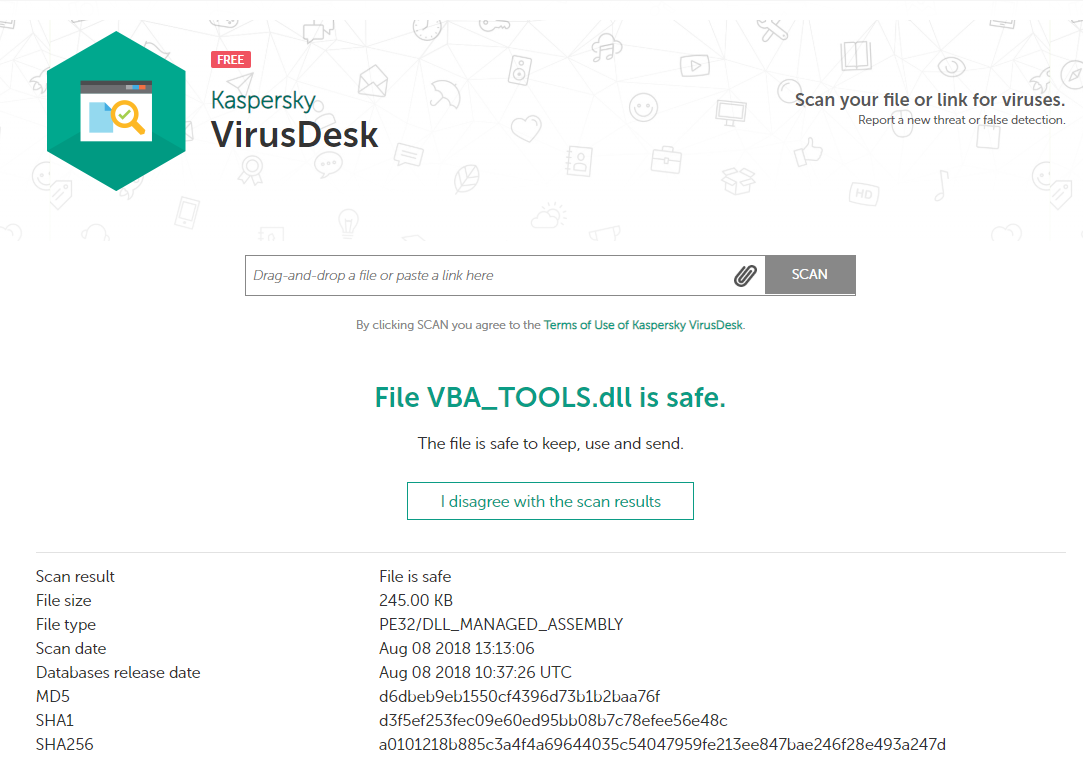 FREE
Kaspersky
VirusDesk
Scan your file or link for viruses.
Report a new threat or false detection.
HD
Drag-and-drop a file or paste a link here
SCAN
By clicking SCAN you agree to the Terms of Use of Kaspersky VirusDesk.
File VBA_TOOLS.dll is safe.
The file is safe to keep, use and send.
I disagree with the scan results
Scan result File is safe
File size 245.00 KB
File type PE32/DLL_MANAGED_ASSEMBLY
Scan date Aug 08 2018 13:13:06
Databases release date Aug 08 2018 10:37:26 UTC
MD5 d6dbeb9eb1550cf4396d73b1b2baa76f
SHA1 d3f5ef253fec09e60ed95bb08b7c78efee56e48c
SHA256 a0101218b885c3a4f4a69644035c54047959fe213ee847bae246f28e493a247d